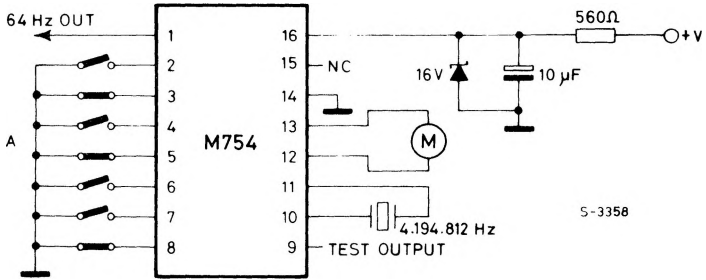 64 Hz OUT
560Ω
+V
1
16
2
15
NC
16V
10 µF
3
14
A
4
M754
13
M
5
12
6
11
7
10
4.194.812 Hz
S-3358
8
9
TEST OUTPUT